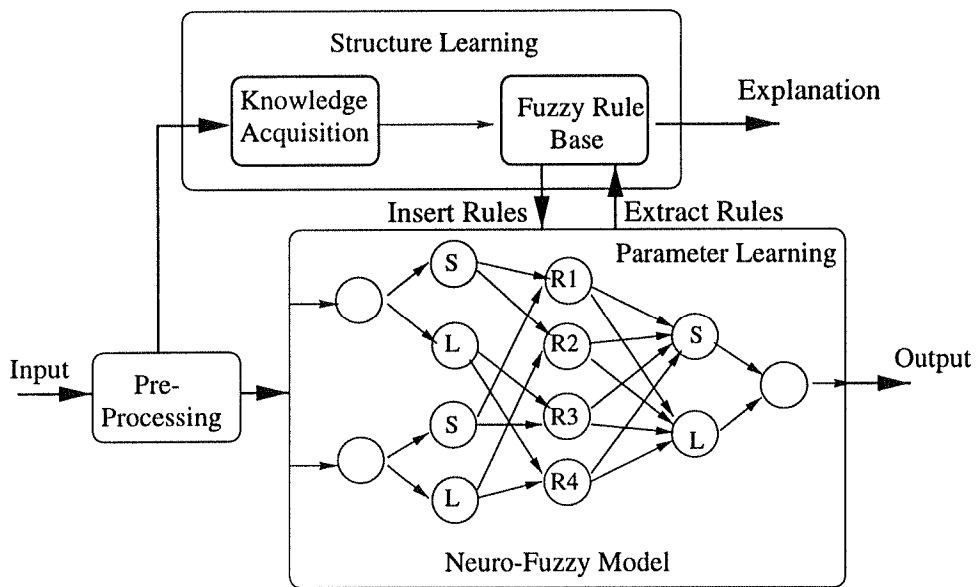 Structure Learning
Knowledge
Acquisition
Fuzzy Rule
Base
Explanation
Insert Rules
Extract Rules
Parameter Learning
S
R1
L
R2
S
Input
Pre-
Processing
Output
S
R3
L
L
R4
Neuro-Fuzzy Model